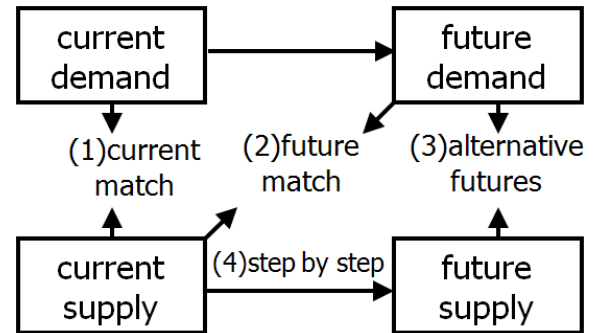 current
demand
future
demand
(1)current
match
(2)future
match
(3)alternative
futures
current
supply
(4)step by step
future
supply